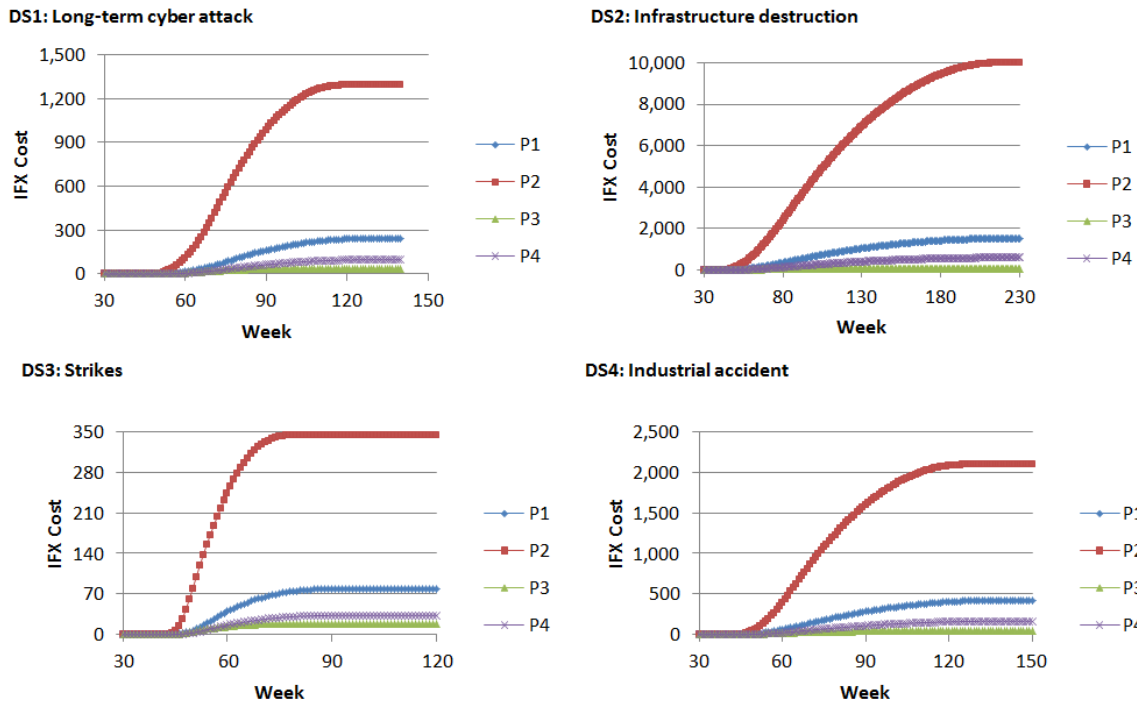 DS1: Long-term cyber attack
1,500
1,200
900
600
300
0
IFX Cost
30 60 90 120 150
Week
P1
P2
P3
P4
DS2: Infrastructure destruction
10,000
8,000
6,000
4,000
2,000
0
IFX Cost
30 80 130 180 230
Week
P1
P2
P3
P4
DS3: Strikes
350
280
210
140
70
0
IFX Cost
30 60 90 120
Week
P1
P2
P3
P4
DS4: Industrial accident
2,500
2,000
1,500
1,000
500
0
IFX Cost
30 60 90 120 150
Week
P1
P2
P3
P4